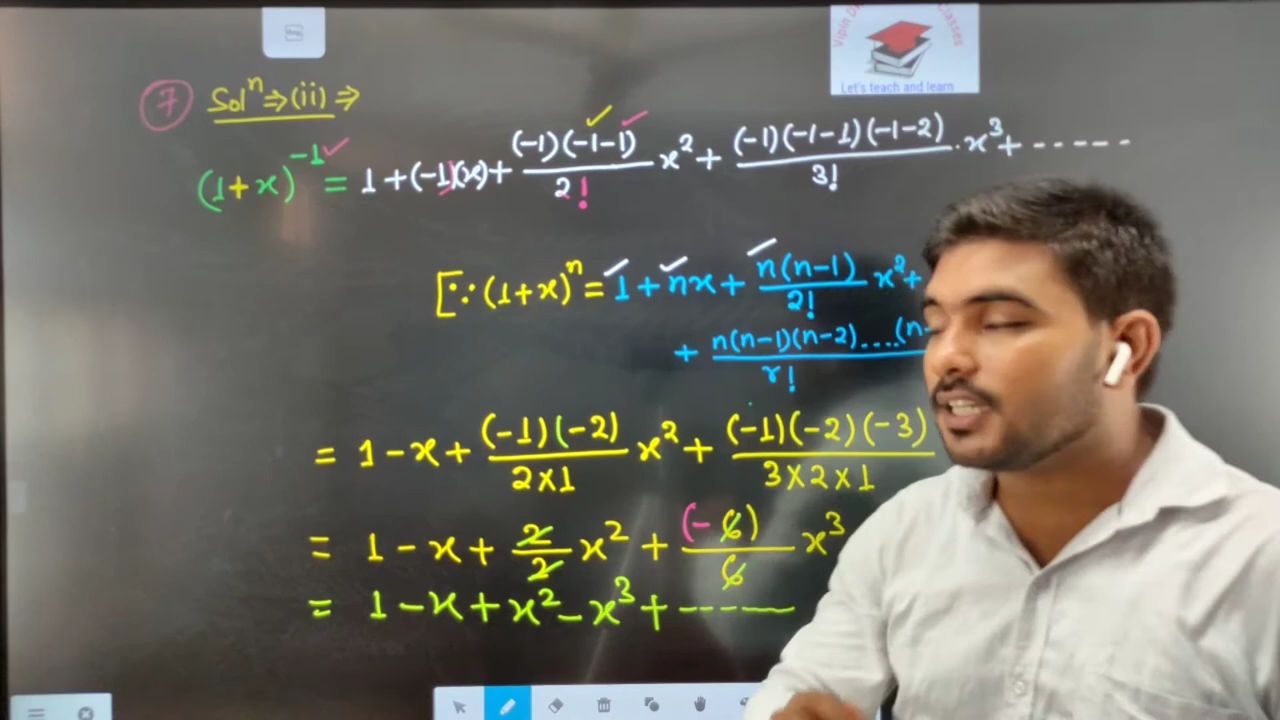 Vipin D Classes
Let's teach and learn
7 Solⁿ ⇒ (ii) ⇒
(1+x)⁻¹ = 1 + (-1)(x) + (-1)(-1-1)/2! x² + (-1)(-1-1)(-1-2)/3! . x³ + ------
[∵ (1+x)ⁿ = 1 + nx + n(n-1)/2! x² +
+ n(n-1)(n-2)....(n-/r!
= 1 - x + (-1)(-2)/2×1 x² + (-1)(-2)(-3)/3×2×1
= 1 - x + 2/2 x² + (-6)/6 x³
= 1 - x + x² - x³ + -------